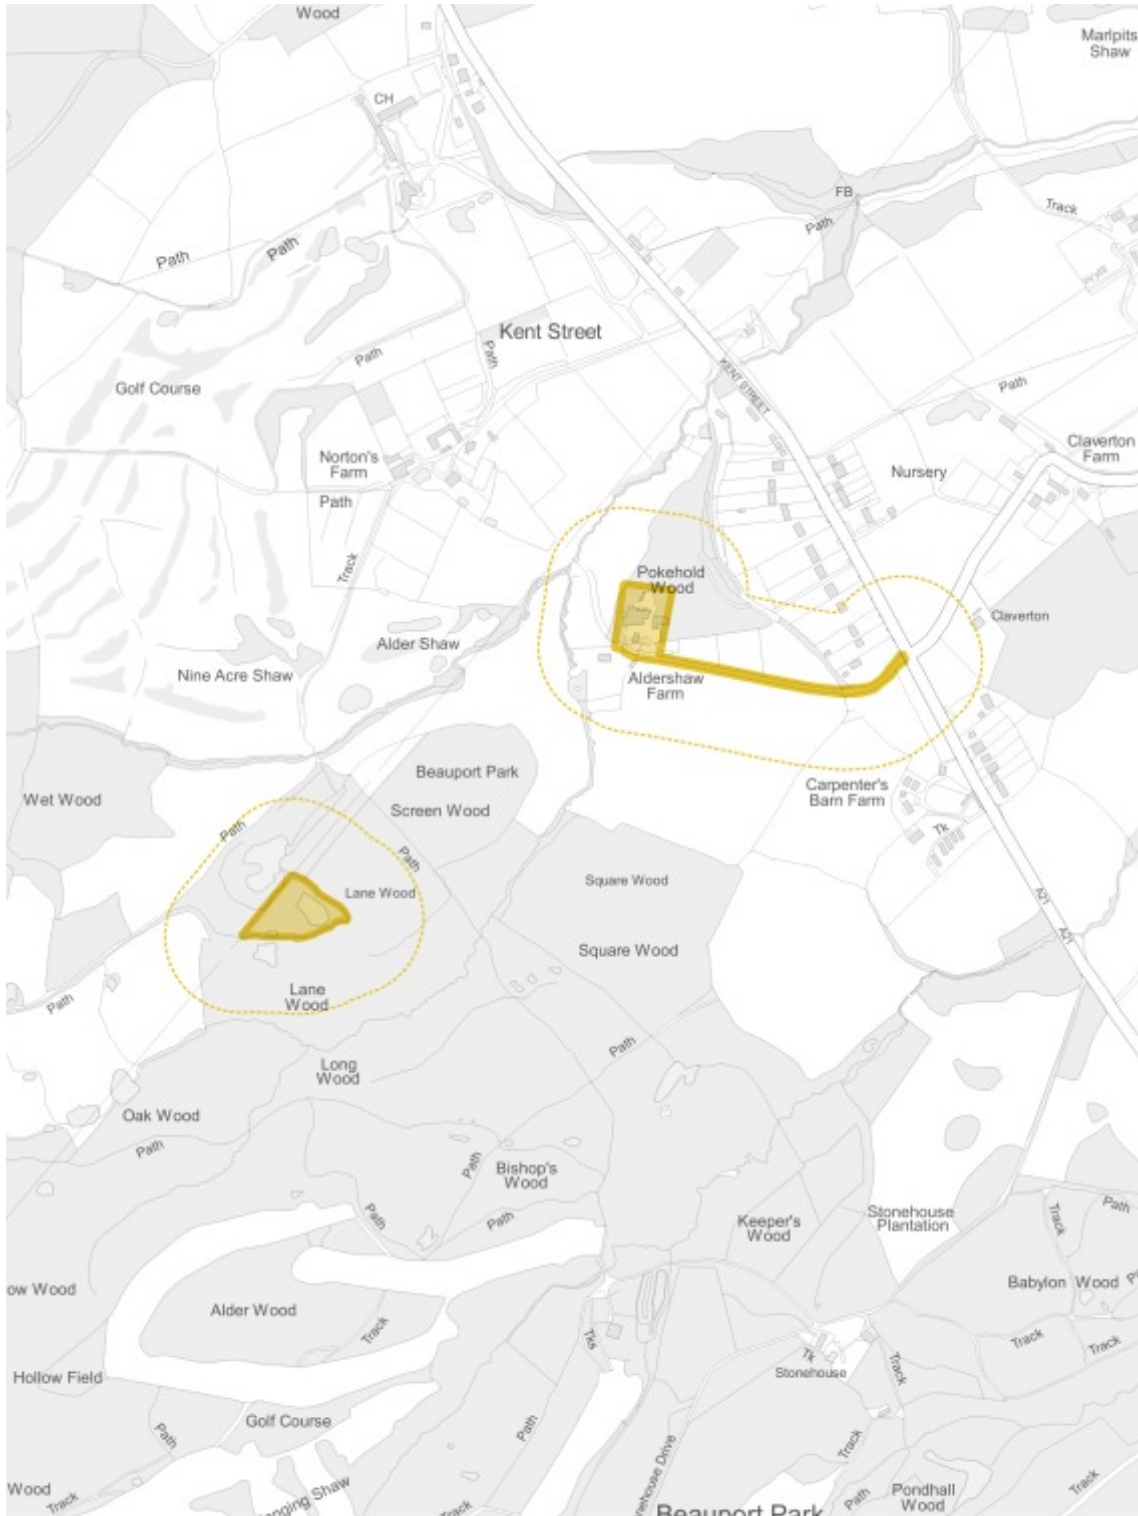 Wood
Marlpits
Shaw
CH
FB
Track
Path
Path
Path
Kent Street
Path
Path
KENT STREET
Path
Golf Course
Claverton
Farm
Norton's
Farm
Nursery
Path
Track
Pokehold
Wood
Claverton
Alder Shaw
Nine Acre Shaw
Aldershaw
Farm
Beauport Park
Carpenter's
Barn Farm
Wet Wood
Screen Wood
Path
Tk
Path
Square Wood
Lane Wood
A21
A21
Square Wood
Lane
Wood
Path
Path
Long
Wood
Oak Wood
Path
Path
Bishop's
Wood
Path
Path
Keeper's
Wood
Stonehouse
Plantation
Track
Path
Babylon Wood
ow Wood
Alder Wood
Track
Tks
Track
Track
Tk
Stonehouse
Track
Hollow Field
Golf Course
Path
Path
Track
ehouse Drive
Track
Wood
Track
nging Shaw
Track
Path
Pondhall
Wood
Beauport Park